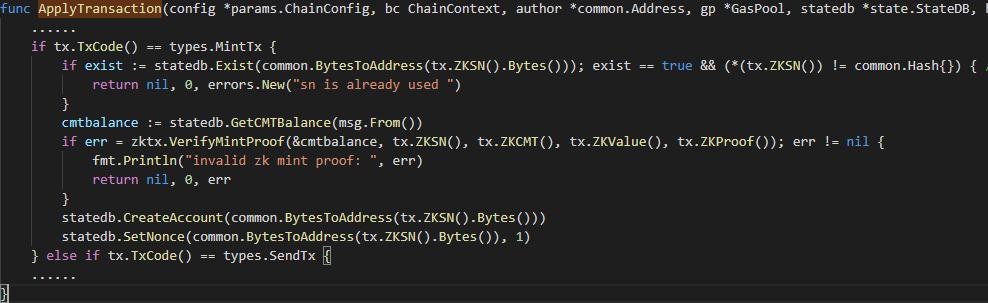 func ApplyTransaction(config *params.ChainConfig, bc ChainContext, author *common.Address, gp *GasPool, statedb *state.StateDB,
......
if tx.TxCode() == types.MintTx {
if exist := statedb.Exist(common.BytesToAddress(tx.ZKSN().Bytes())); exist == true && (*(tx.ZKSN()) != common.Hash{}) {
return nil, 0, errors.New("sn is already used ")
}
cmtbalance := statedb.GetCMTBalance(msg.From())
if err = zktx.VerifyMintProof(&cmtbalance, tx.ZKSN(), tx.ZKCMT(), tx.ZKValue(), tx.ZKProof()); err != nil {
fmt.Println("invalid zk mint proof: ", err)
return nil, 0, err
}
statedb.CreateAccount(common.BytesToAddress(tx.ZKSN().Bytes()))
statedb.SetNonce(common.BytesToAddress(tx.ZKSN().Bytes()), 1)
} else if tx.TxCode() == types.SendTx {
......
}